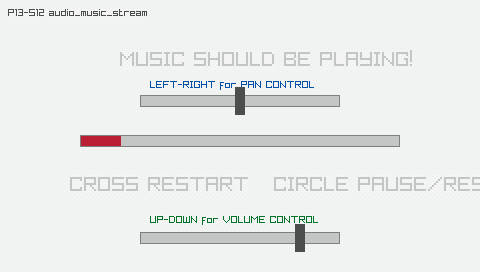 P13-512 audio_music_stream
MUSIC SHOULD BE PLAYING!
LEFT-RIGHT for PAN CONTROL
CROSS RESTART   CIRCLE PAUSE/RES
UP-DOWN for VOLUME CONTROL